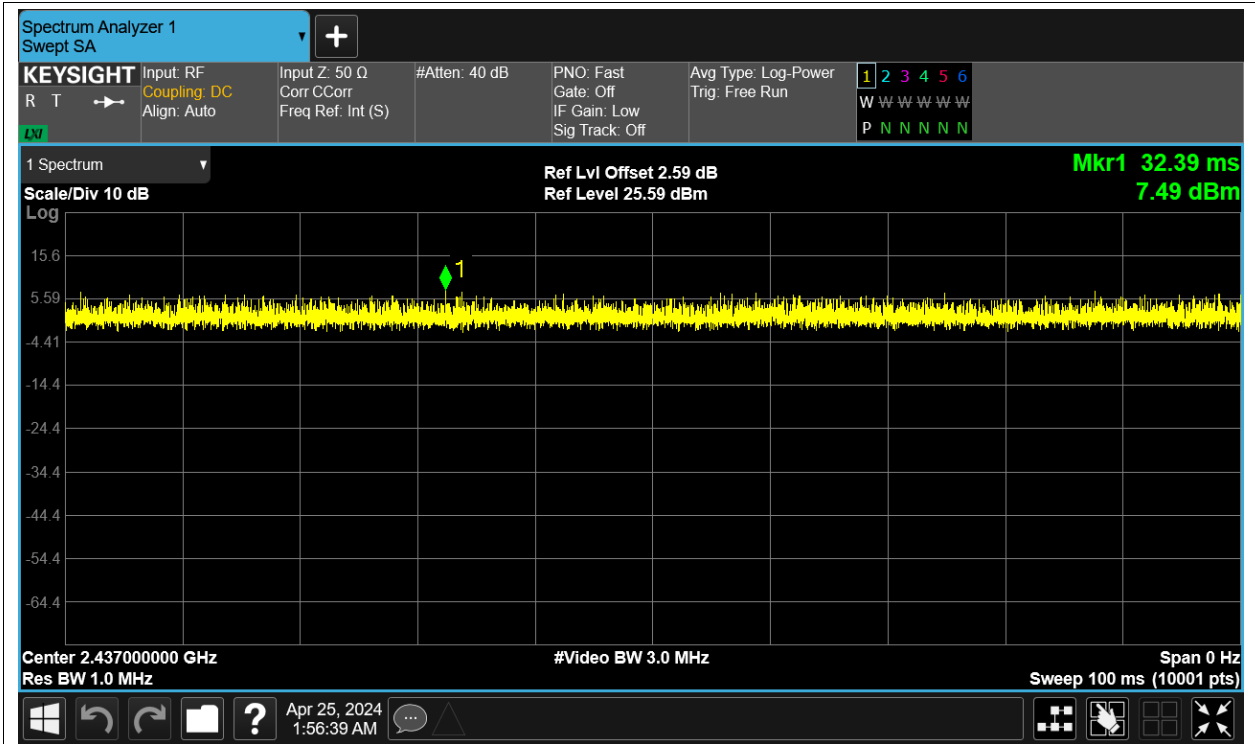 Spectrum Analyzer 1
Swept SA
KEYSIGHT
R T
LXI
Input: RF
Coupling: DC
Align: Auto
Input Z: 50 Ω
Corr CCorr
Freq Ref: Int (S)
#Atten: 40 dB
PNO: Fast
Gate: Off
IF Gain: Low
Sig Track: Off
Avg Type: Log-Power
Trig: Free Run
1 2 3 4 5 6
W W W W W W
P N N N N N
1 Spectrum
Scale/Div 10 dB
Log
Ref Lvl Offset 2.59 dB
Ref Level 25.59 dBm
Mkr1 32.39 ms
7.49 dBm
15.6
1
5.59
-4.41
-14.4
-24.4
-34.4
-44.4
-54.4
-64.4
Center 2.437000000 GHz
Res BW 1.0 MHz
#Video BW 3.0 MHz
Span 0 Hz
Sweep 100 ms (10001 pts)
?
Apr 25, 2024
1:56:39 AM